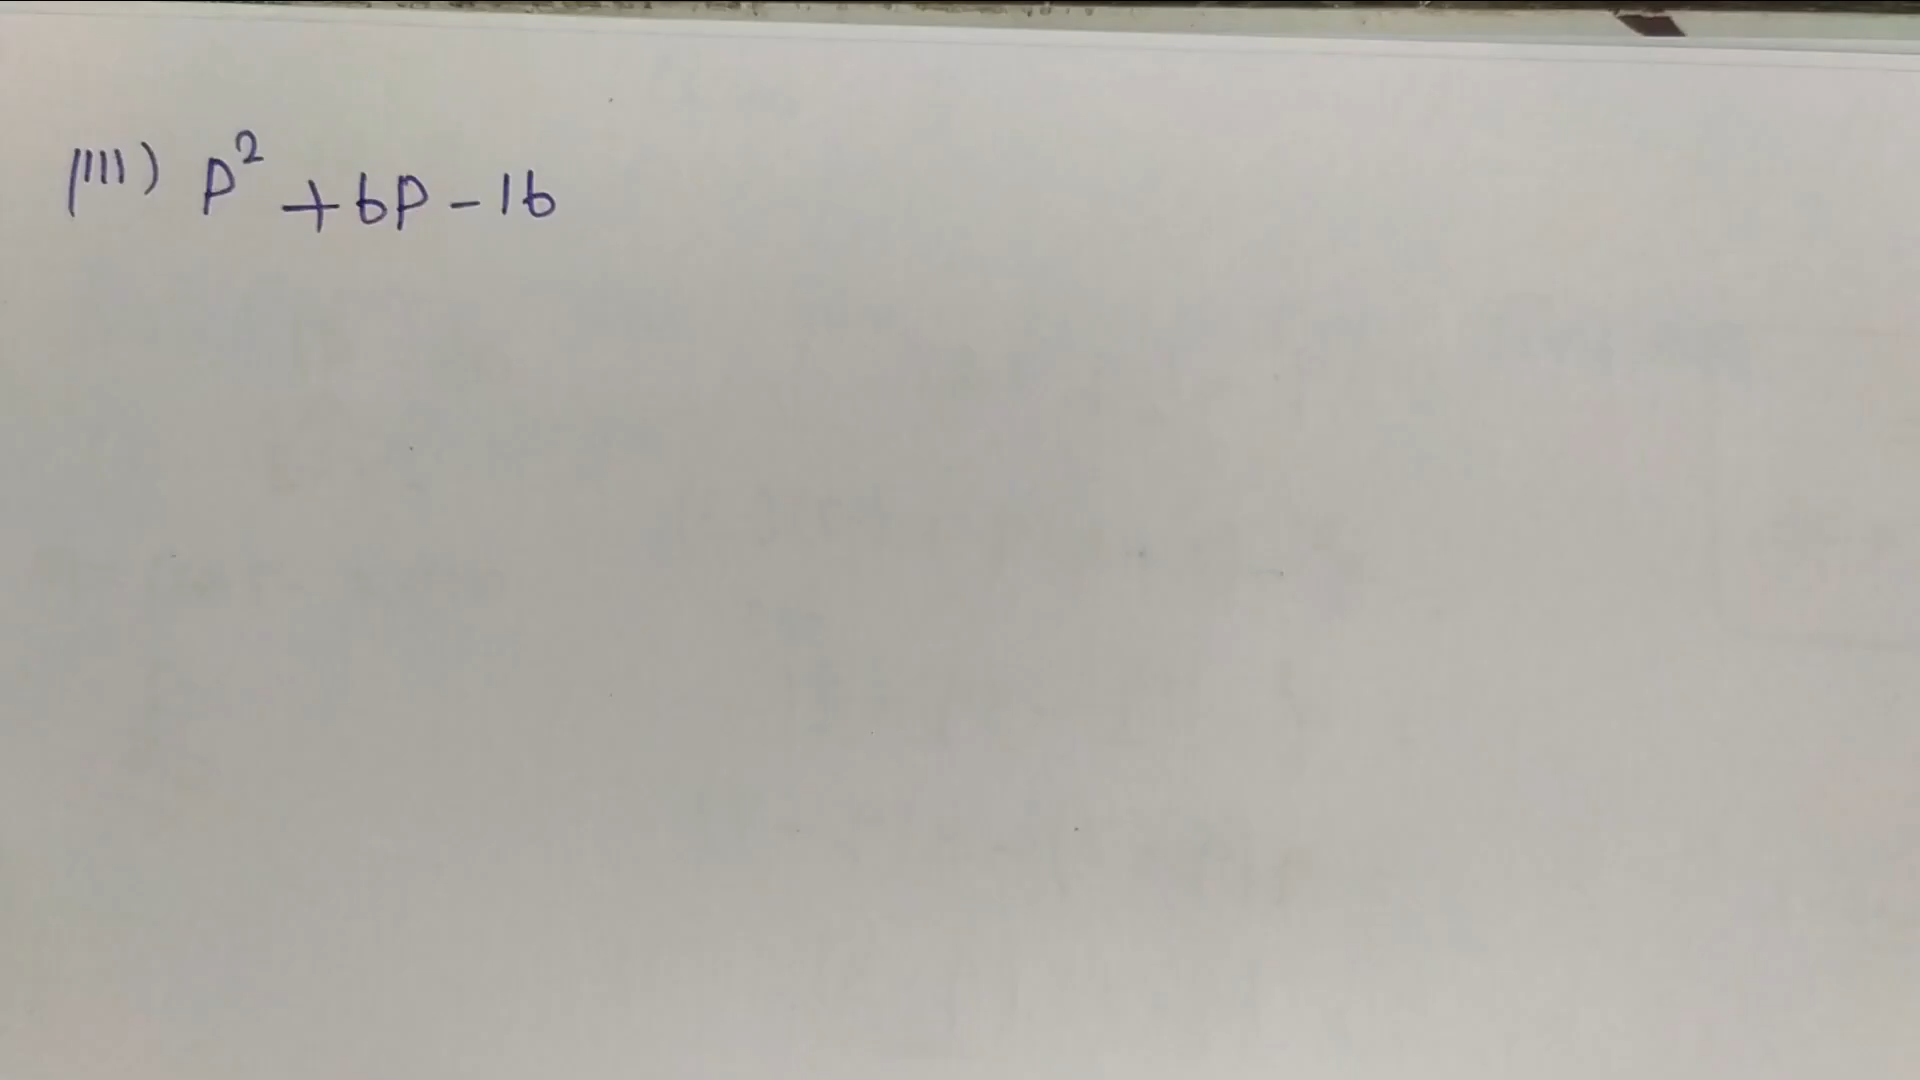 (iii) p² + 6p - 16